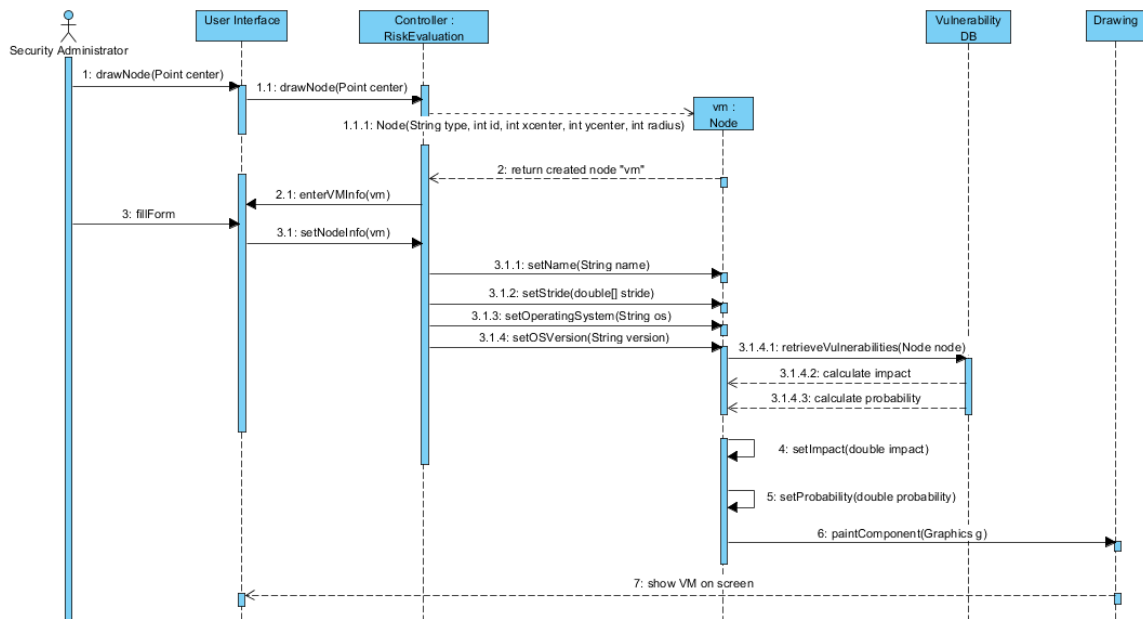 User Interface
Controller :
RiskEvaluation
Vulnerability
DB
Drawing
Security Administrator
1: drawNode(Point center)
1.1: drawNode(Point center)
vm :
Node
1.1.1: Node(String type, int id, int xcenter, int ycenter, int radius)
2: return created node "vm"
2.1: enterVMInfo(vm)
3: fillForm
3.1: setNodeInfo(vm)
3.1.1: setName(String name)
3.1.2: setStride(double[] stride)
3.1.3: setOperatingSystem(String os)
3.1.4: setOSVersion(String version)
3.1.4.1: retrieveVulnerabilities(Node node)
3.1.4.2: calculate impact
3.1.4.3: calculate probability
4: setImpact(double impact)
5: setProbability(double probability)
6: paintComponent(Graphics g)
7: show VM on screen